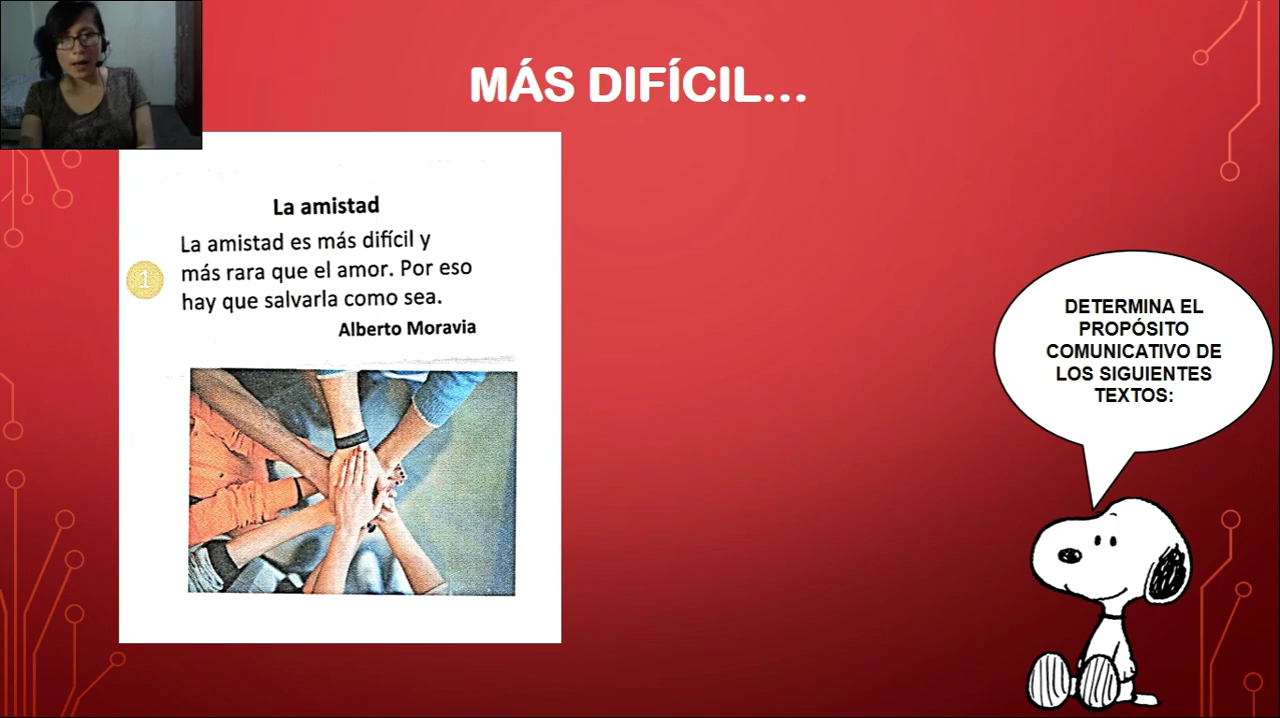 MÁS DIFÍCIL...
La amistad
La amistad es más difícil y
más rara que el amor. Por eso
hay que salvarla como sea.
Alberto Moravia
1
DETERMINA EL
PROPÓSITO
COMUNICATIVO DE
LOS SIGUIENTES
TEXTOS: